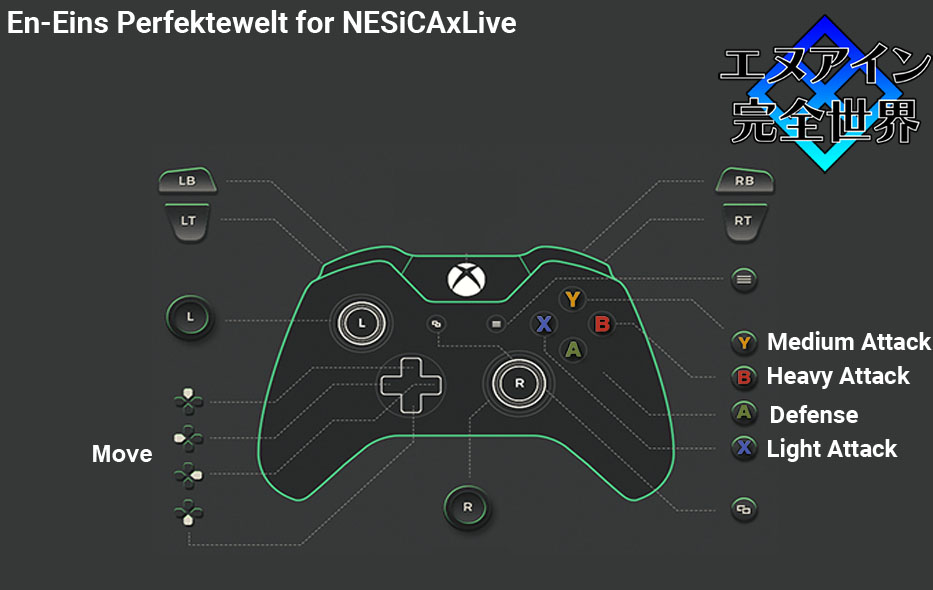 En-Eins Perfektewelt for NESiCAxLive
エヌアイン
完全世界
LB
RB
LT
RT
Y
L
L
X
B
A
Y Medium Attack
B Heavy Attack
R
A Defense
Move
X Light Attack
R